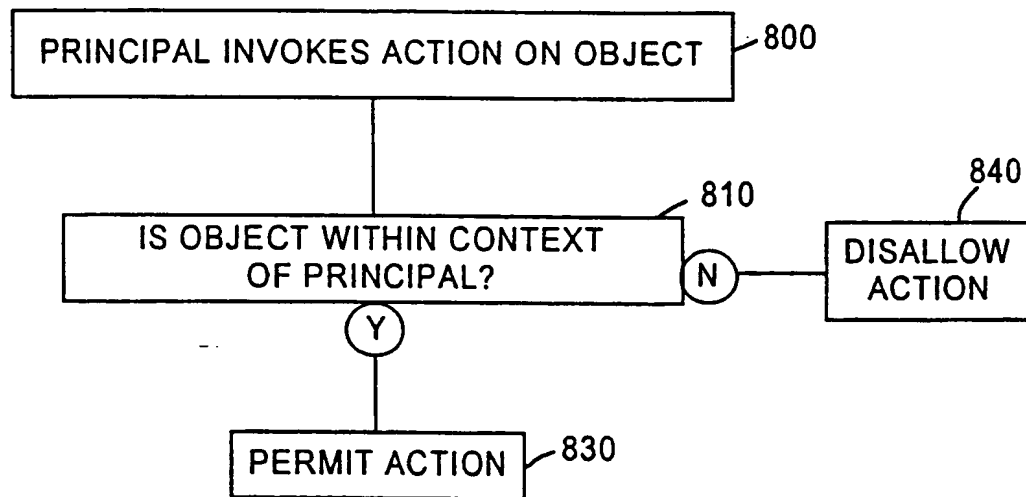 PRINCIPAL INVOKES ACTION ON OBJECT
800
810
IS OBJECT WITHIN CONTEXT
OF PRINCIPAL?
N
840
DISALLOW
ACTION
Y
PERMIT ACTION
830